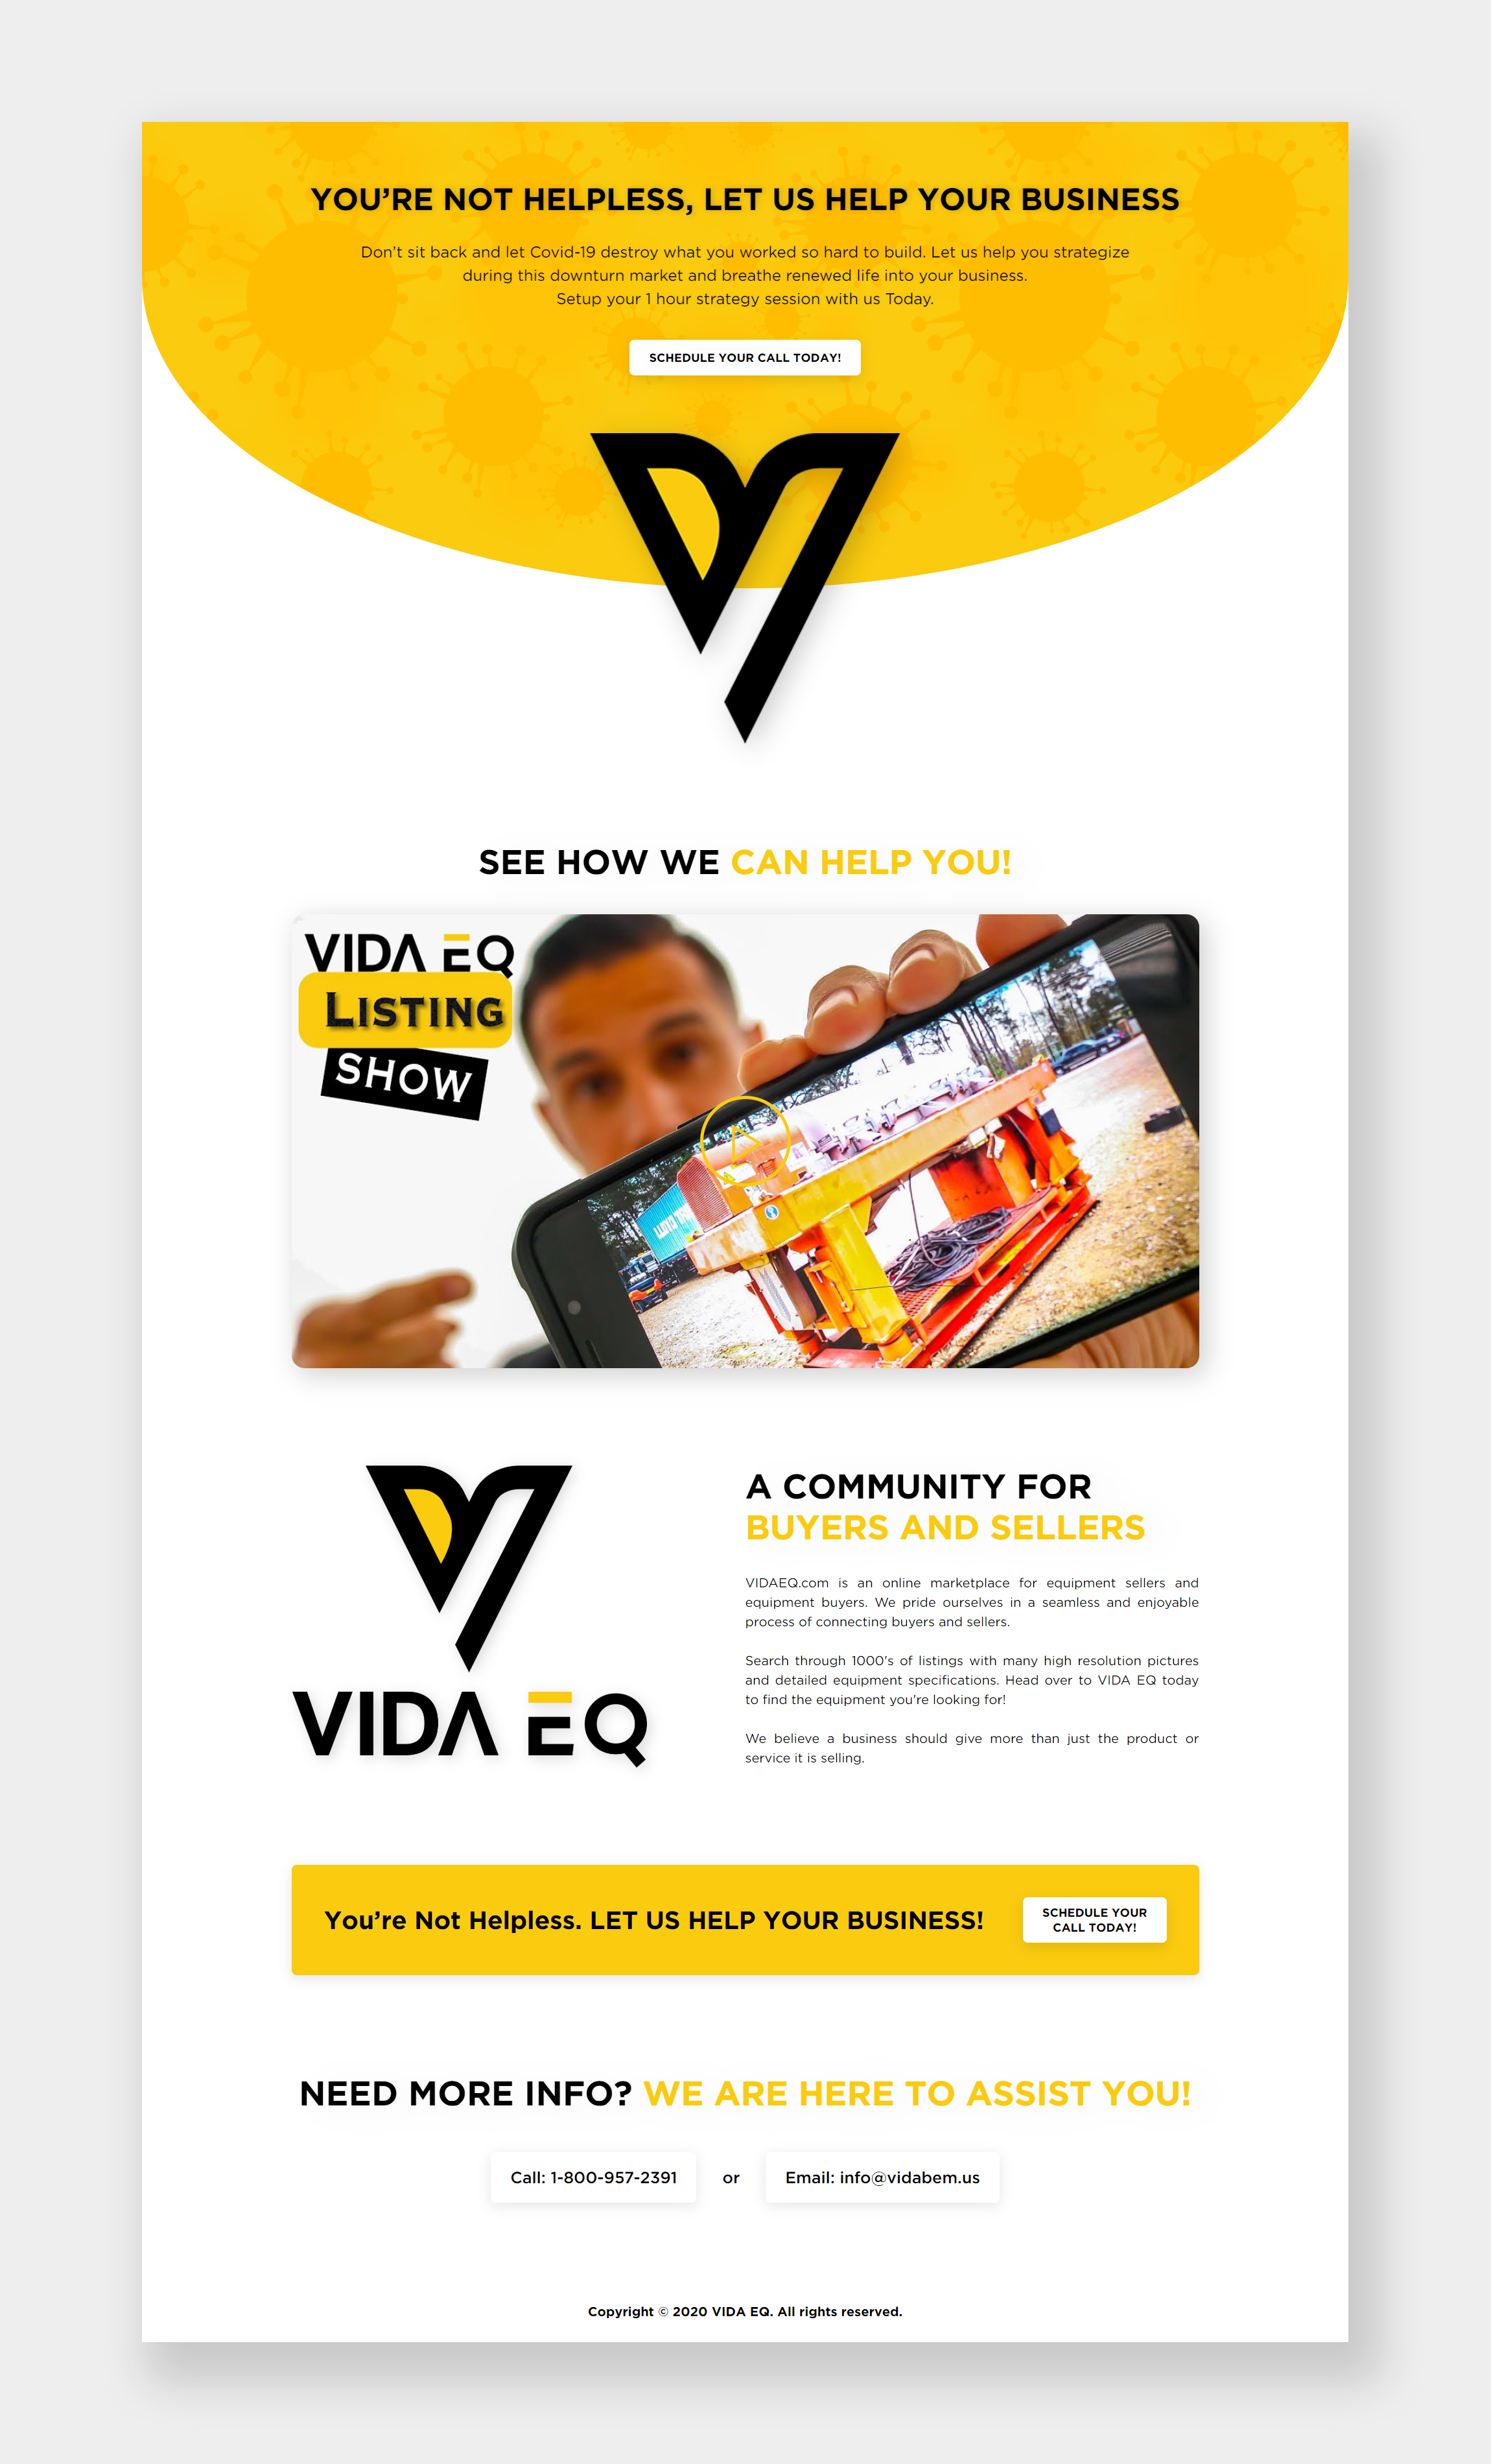 YOU’RE NOT HELPLESS, LET US HELP YOUR BUSINESS
Don’t sit back and let Covid-19 destroy what you worked so hard to build. Let us help you strategize
during this downturn market and breathe renewed life into your business.
Setup your 1 hour strategy session with us Today.
SCHEDULE YOUR CALL TODAY!
SEE HOW WE CAN HELP YOU!
VIDA EQ
LISTING
SHOW
VIDA EQ
A COMMUNITY FOR
BUYERS AND SELLERS
VIDAEQ.com is an online marketplace for equipment sellers and
equipment buyers. We pride ourselves in a seamless and enjoyable
process of connecting buyers and sellers.
Search through 1000's of listings with many high resolution pictures
and detailed equipment specifications. Head over to VIDA EQ today
to find the equipment you're looking for!
We believe a business should give more than just the product or
service it is selling.
You’re Not Helpless. LET US HELP YOUR BUSINESS!
SCHEDULE YOUR
CALL TODAY!
NEED MORE INFO? WE ARE HERE TO ASSIST YOU!
Call: 1-800-957-2391 or Email: info@vidabem.us
Copyright © 2020 VIDA EQ. All rights reserved.